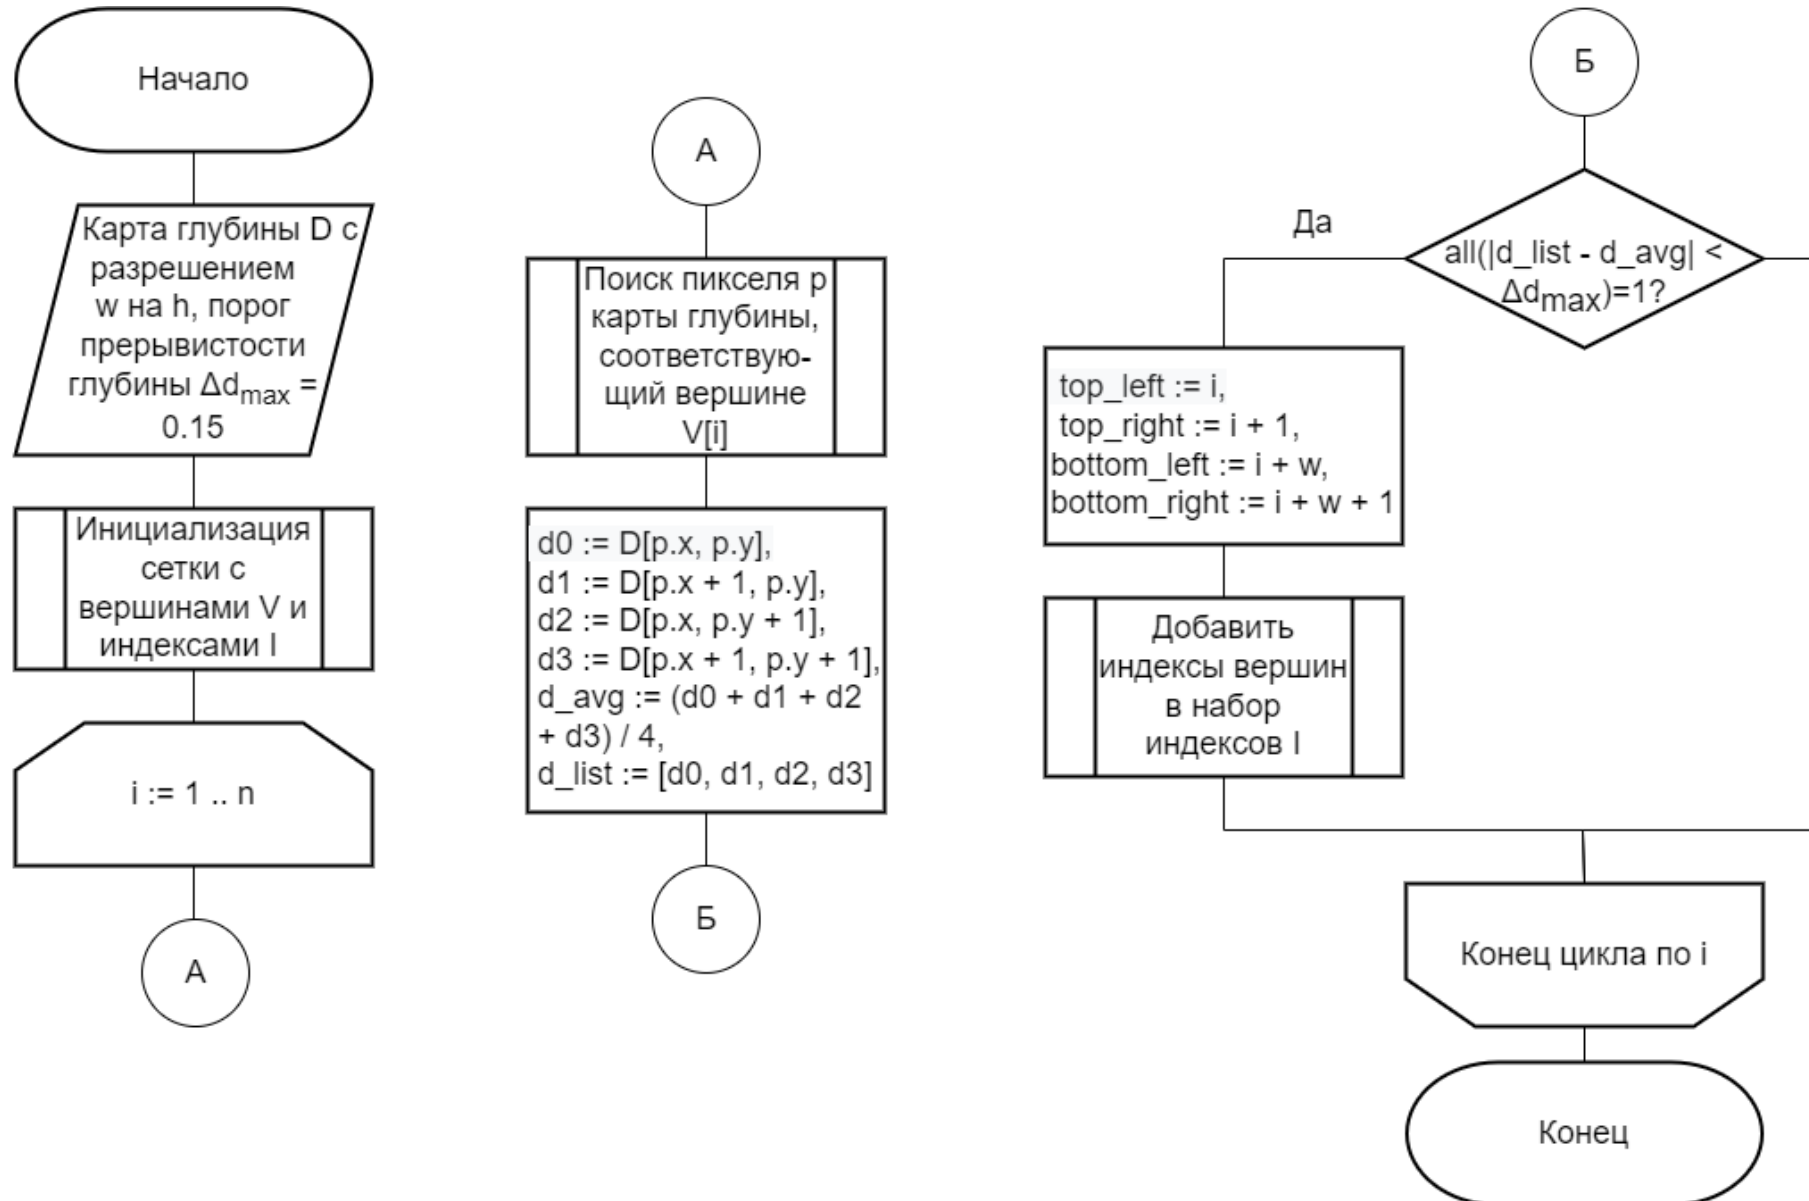 Начало
Карта глубины D с
разрешением
w на h, порог
прерывистости
глубины Δdmax =
0.15
Инициализация
сетки с
вершинами V и
индексами I
i := 1 .. n
А
А
Поиск пикселя p
карты глубины,
соответствую-
щий вершине
V[i]
d0 := D[p.x, p.y],
d1 := D[p.x + 1, p.y],
d2 := D[p.x, p.y + 1],
d3 := D[p.x + 1, p.y + 1],
d_avg := (d0 + d1 + d2
+ d3) / 4,
d_list := [d0, d1, d2, d3]
Б
Б
all(|d_list - d_avg| <
Δdmax)=1?
Да
top_left := i,
top_right := i + 1,
bottom_left := i + w,
bottom_right := i + w + 1
Добавить
индексы вершин
в набор
индексов I
Конец цикла по i
Конец